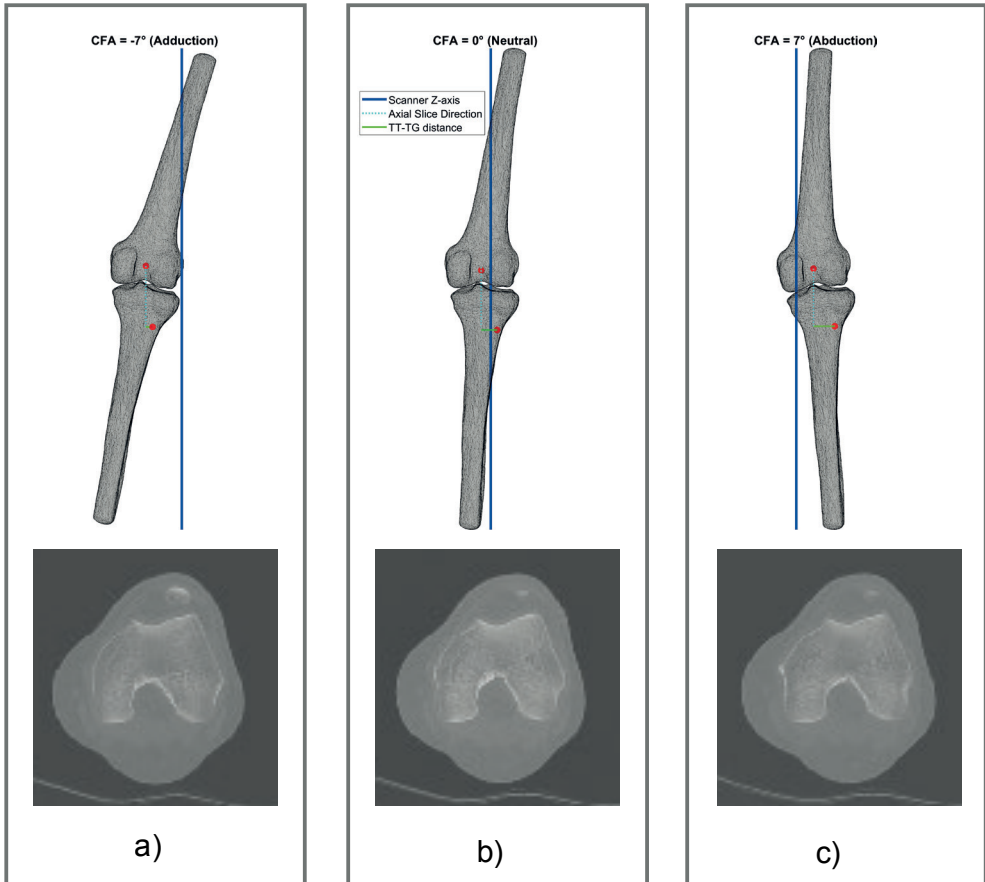 CFA = -7° (Adduction)
CFA = 0° (Neutral)
CFA = 7° (Abduction)
Scanner Z-axis
Axial Slice Direction
TT-TG distance
a)
b)
c)